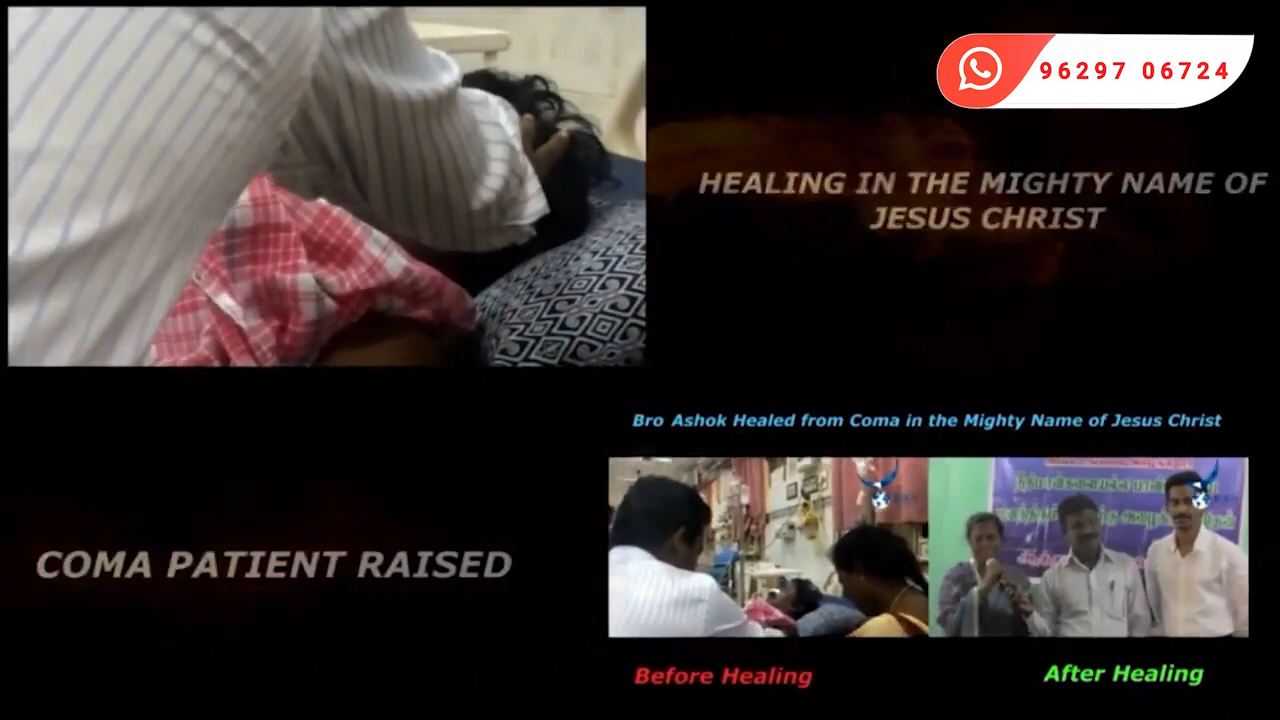 96297 06724
HEALING IN THE MIGHTY NAME OF
JESUS CHRIST
Bro Ashok Healed from Coma in the Mighty Name of Jesus Christ
COMA PATIENT RAISED
Before Healing
After Healing